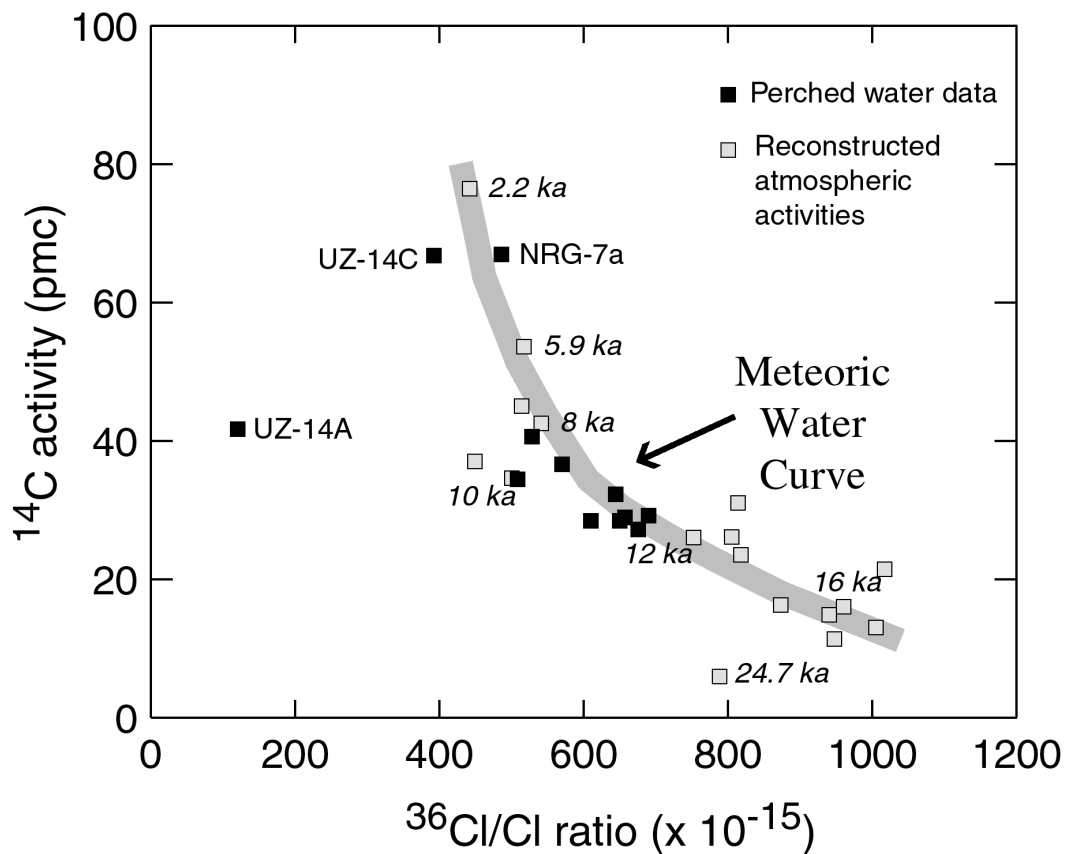 100
80
60
40
20
0
0
200
400
600
800
1000
1200
¹⁴C activity (pmc)
³⁶Cl/Cl ratio (x 10⁻¹⁵)
Perched water data
Reconstructed
atmospheric
activities
2.2 ka
UZ-14C
NRG-7a
5.9 ka
Meteoric
Water
Curve
8 ka
UZ-14A
10 ka
12 ka
16 ka
24.7 ka